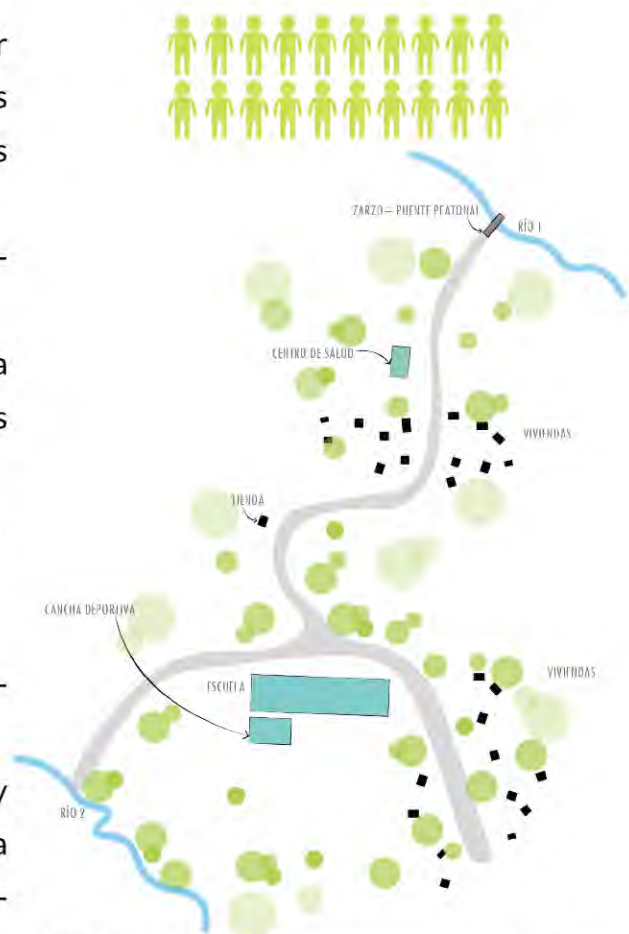 r
s
s
-
a
s
-
y
a
-
ZARZO – PUENTE PEATONAL
RÍO 1
CENTRO DE SALUD
VIVIENDAS
TIENDA
CANCHA DEPORTIVA
ESCUELA
VIVIENDAS
RÍO 2